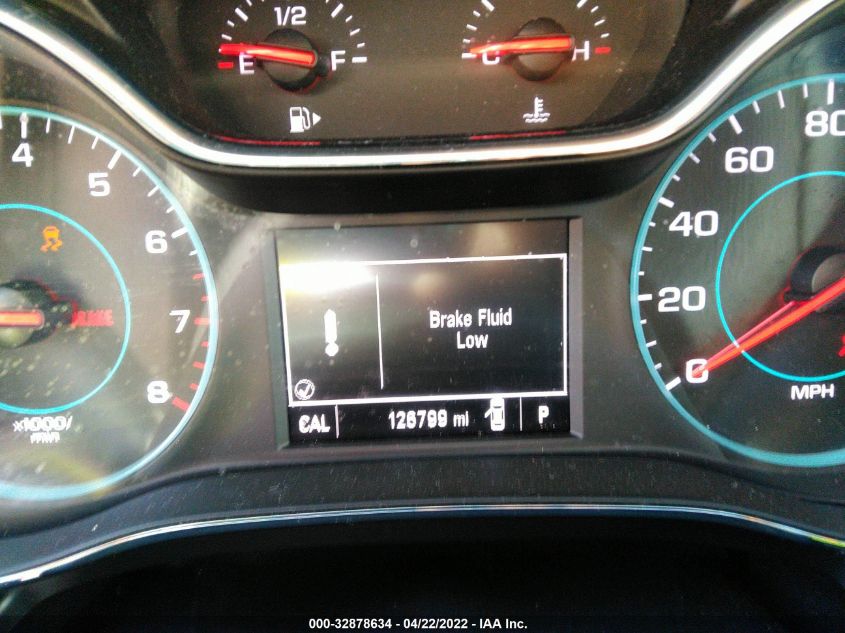 1/2
E F
C H
4
5
6
7
8
x1000/
BRAKE
80
60
40
20
0
MPH
Brake Fluid
Low
CAL 126799 mi P
000-32878634 - 04/22/2022 - IAA Inc.